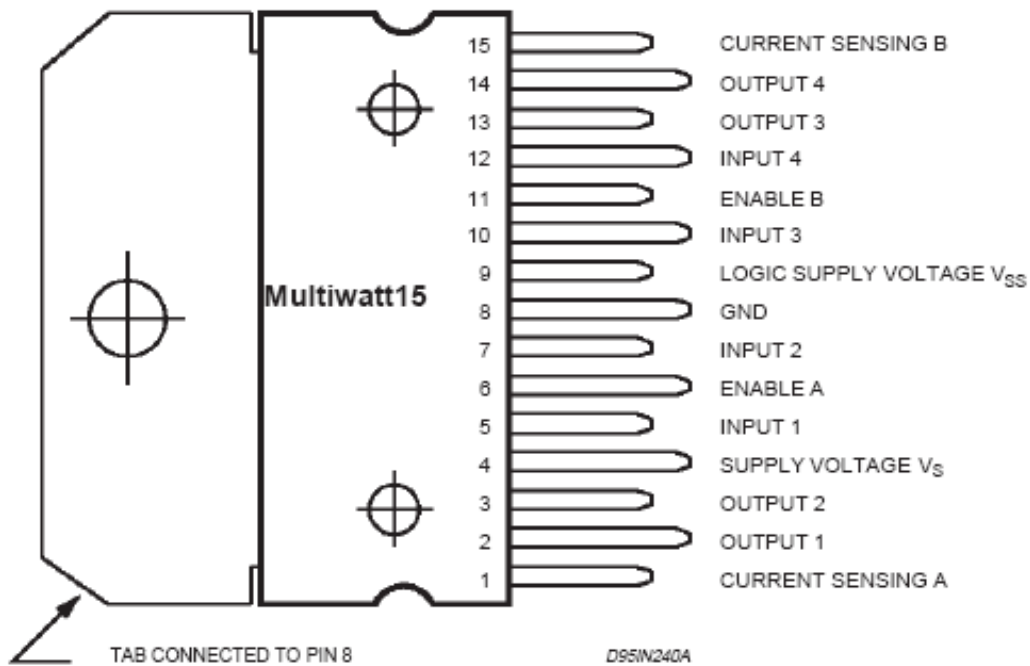 15 CURRENT SENSING B
14 OUTPUT 4
13 OUTPUT 3
12 INPUT 4
11 ENABLE B
10 INPUT 3
9 LOGIC SUPPLY VOLTAGE VSS
Multiwatt15
8 GND
7 INPUT 2
6 ENABLE A
5 INPUT 1
4 SUPPLY VOLTAGE VS
3 OUTPUT 2
2 OUTPUT 1
1 CURRENT SENSING A
TAB CONNECTED TO PIN 8
D95IN240A